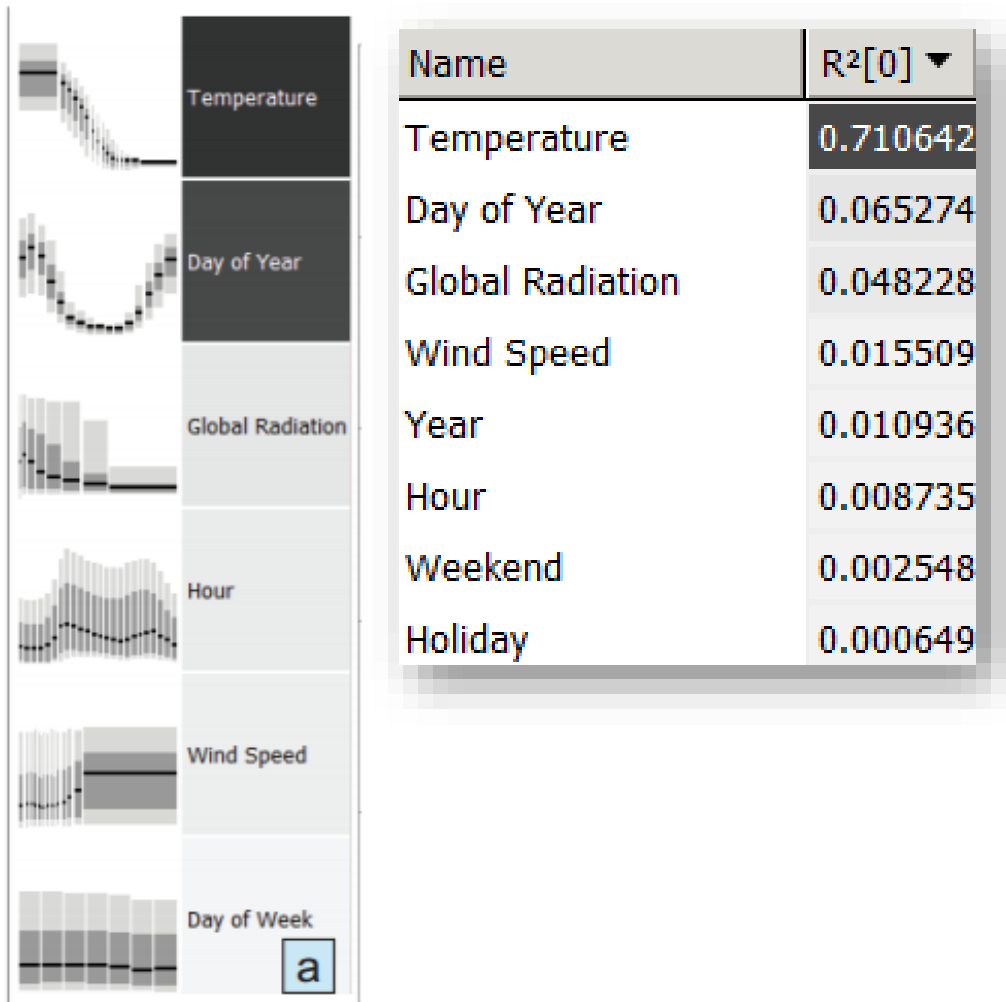 Temperature
Day of Year
Global Radiation
Hour
Wind Speed
Day of Week
a
Name R²[0]
Temperature 0.710642
Day of Year 0.065274
Global Radiation 0.048228
Wind Speed 0.015509
Year 0.010936
Hour 0.008735
Weekend 0.002548
Holiday 0.000649